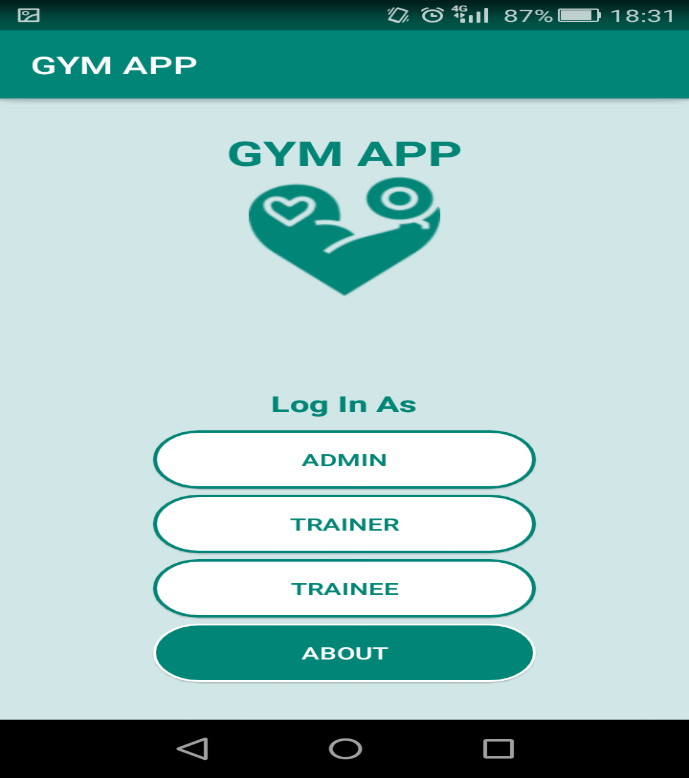 4G 87% 18:31
GYM APP
GYM APP
Log In As
ADMIN
TRAINER
TRAINEE
ABOUT